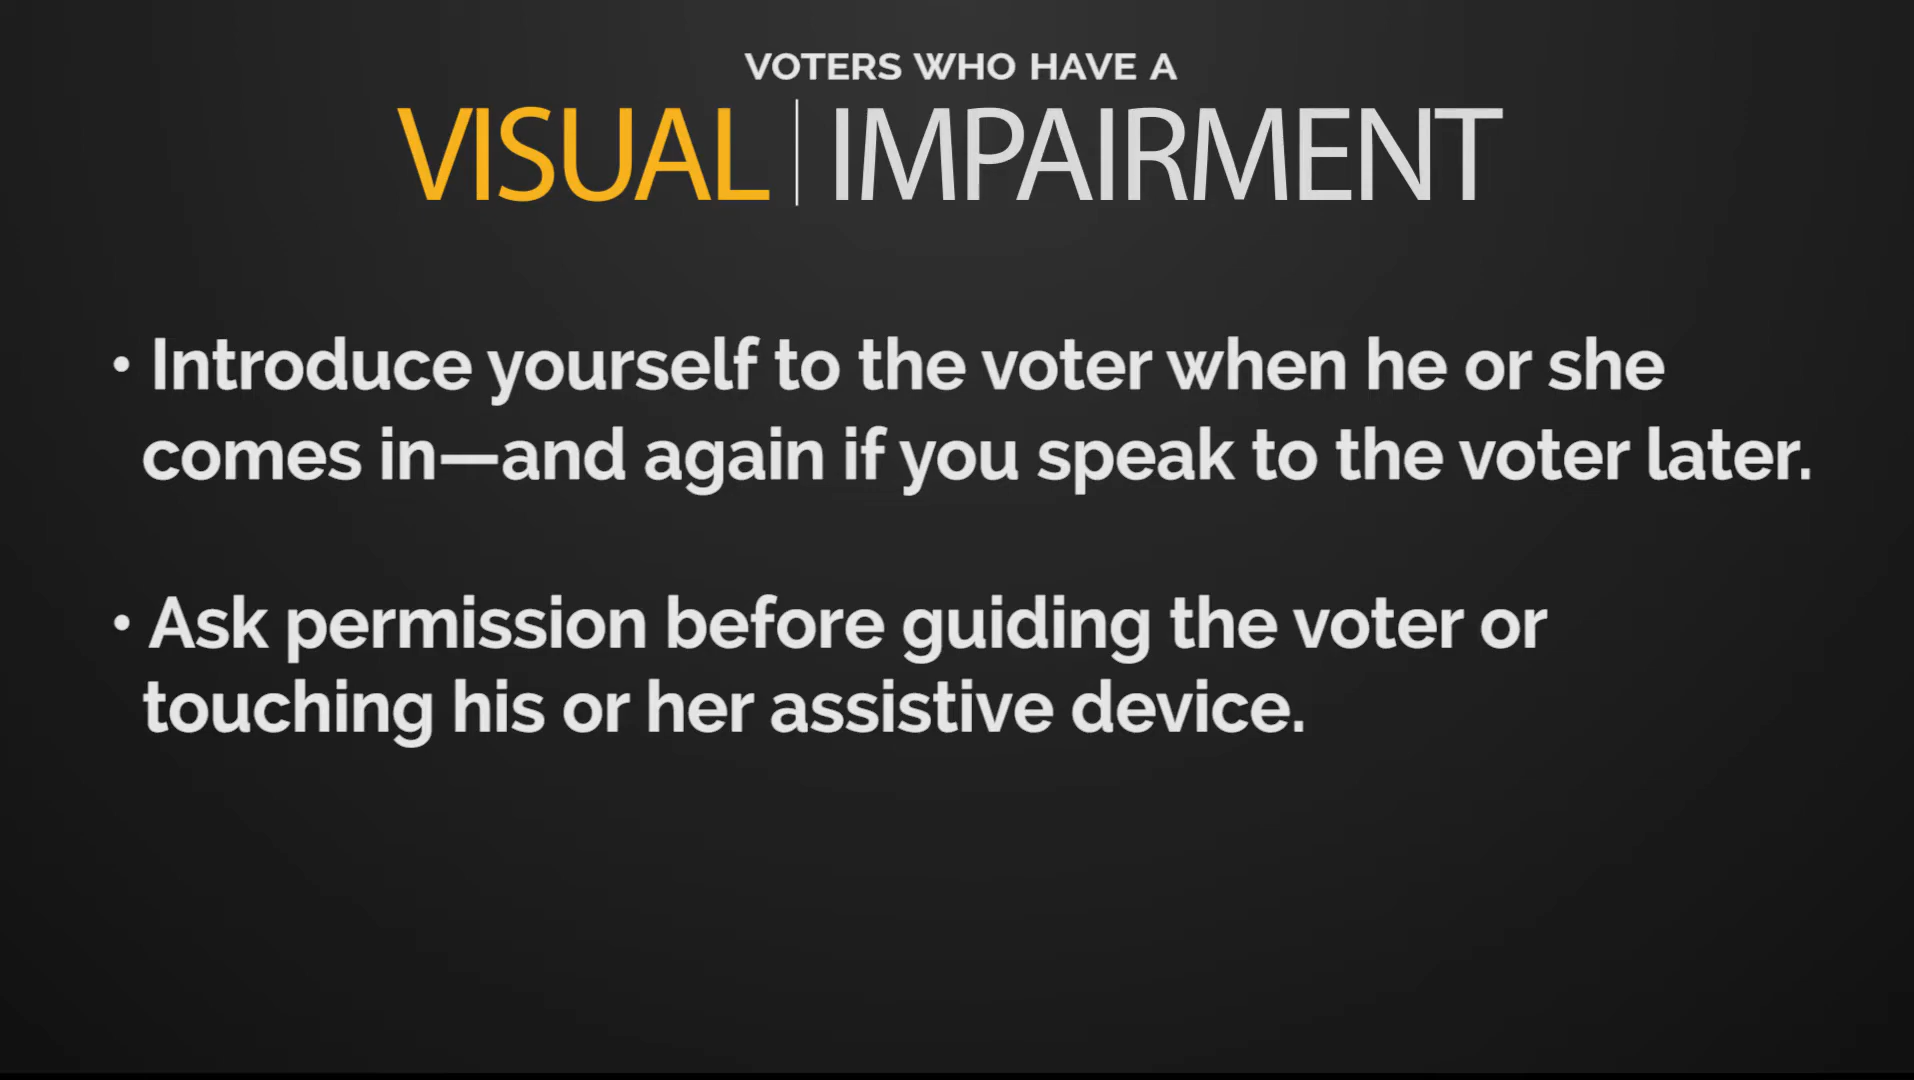 VOTERS WHO HAVE A
VISUAL | IMPAIRMENT
• Introduce yourself to the voter when he or she
comes in—and again if you speak to the voter later.
• Ask permission before guiding the voter or
touching his or her assistive device.